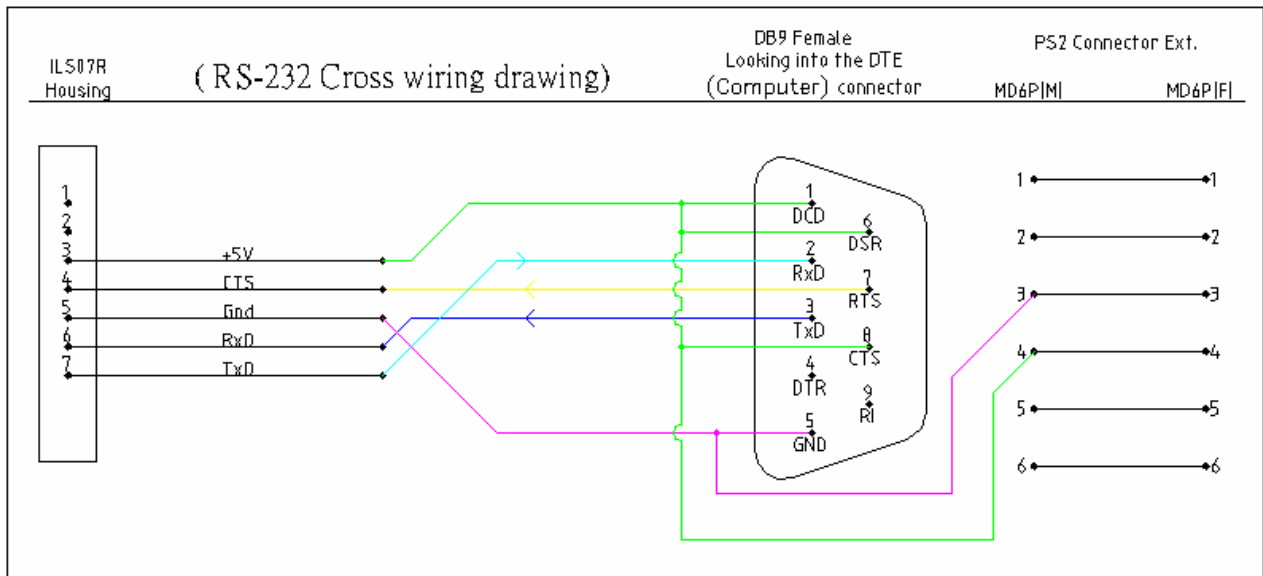 ILS07R
Housing
( RS-232 Cross wiring drawing)
DB9 Female
Looking into the DTE
(Computer) connector
PS2 Connector Ext.
MD6P|M|
MD6P|F|
1
2
3 +5V
4 CTS
5 Gnd
6 RxD
7 TxD
1
DCD
6
DSR
2
RxD
7
RTS
3
TxD
8
CTS
4
DTR
9
RI
5
GND
1 1
2 2
3 3
4 4
5 5
6 6